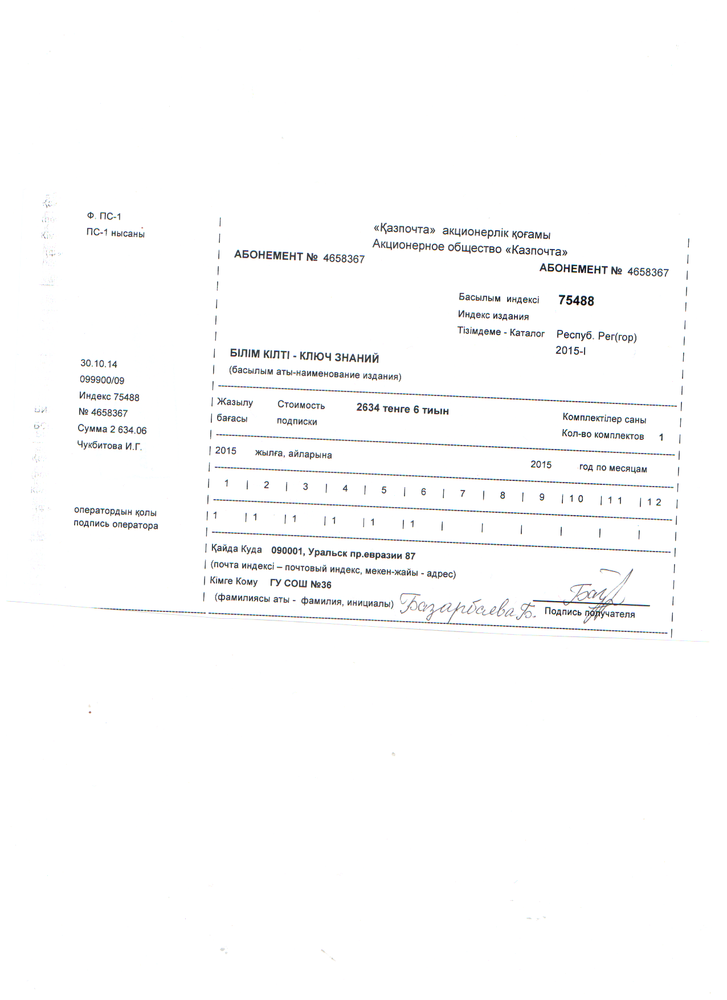 Ф. ПС-1
ПС-1 нысаны
«Қазпочта» акционерлік қоғамы
Акционерное общество «Казпочта»
АБОНЕМЕНТ № 4658367
АБОНЕМЕНТ № 4658367
Басылым индексі 75488
Индекс издания
Тізімдеме - Каталог Респуб. Рег(гор)
2015-I
БІЛІМ КІЛТІ - КЛЮЧ ЗНАНИЙ
(басылым аты-наименование издания)
30.10.14
099900/09
Индекс 75488
№ 4658367
Сумма 2 634.06
Чукбитова И.Г.
оператордын қолы
подпись оператора
Жазылу Стоимость 2634 тенге 6 тиын Комплектілер саны
бағасы подписки Кол-во комплектов 1
2015 жылға, айларына 2015 год по месяцам
| 1 | 2 | 3 | 4 | 5 | 6 | 7 | 8 | 9 | 10 | 11 | 12 |
| 1 | 1 | 1 | 1 | 1 | 1 | | | | | | |
Қайда Куда 090001, Уральск пр.евразии 87
(почта индексі – почтовый индекс, мекен-жайы - адрес)
Кімге Кому ГУ СОШ №36
(фамилиясы аты - фамилия, инициалы) Базарбаева Б.
Подпись получателя